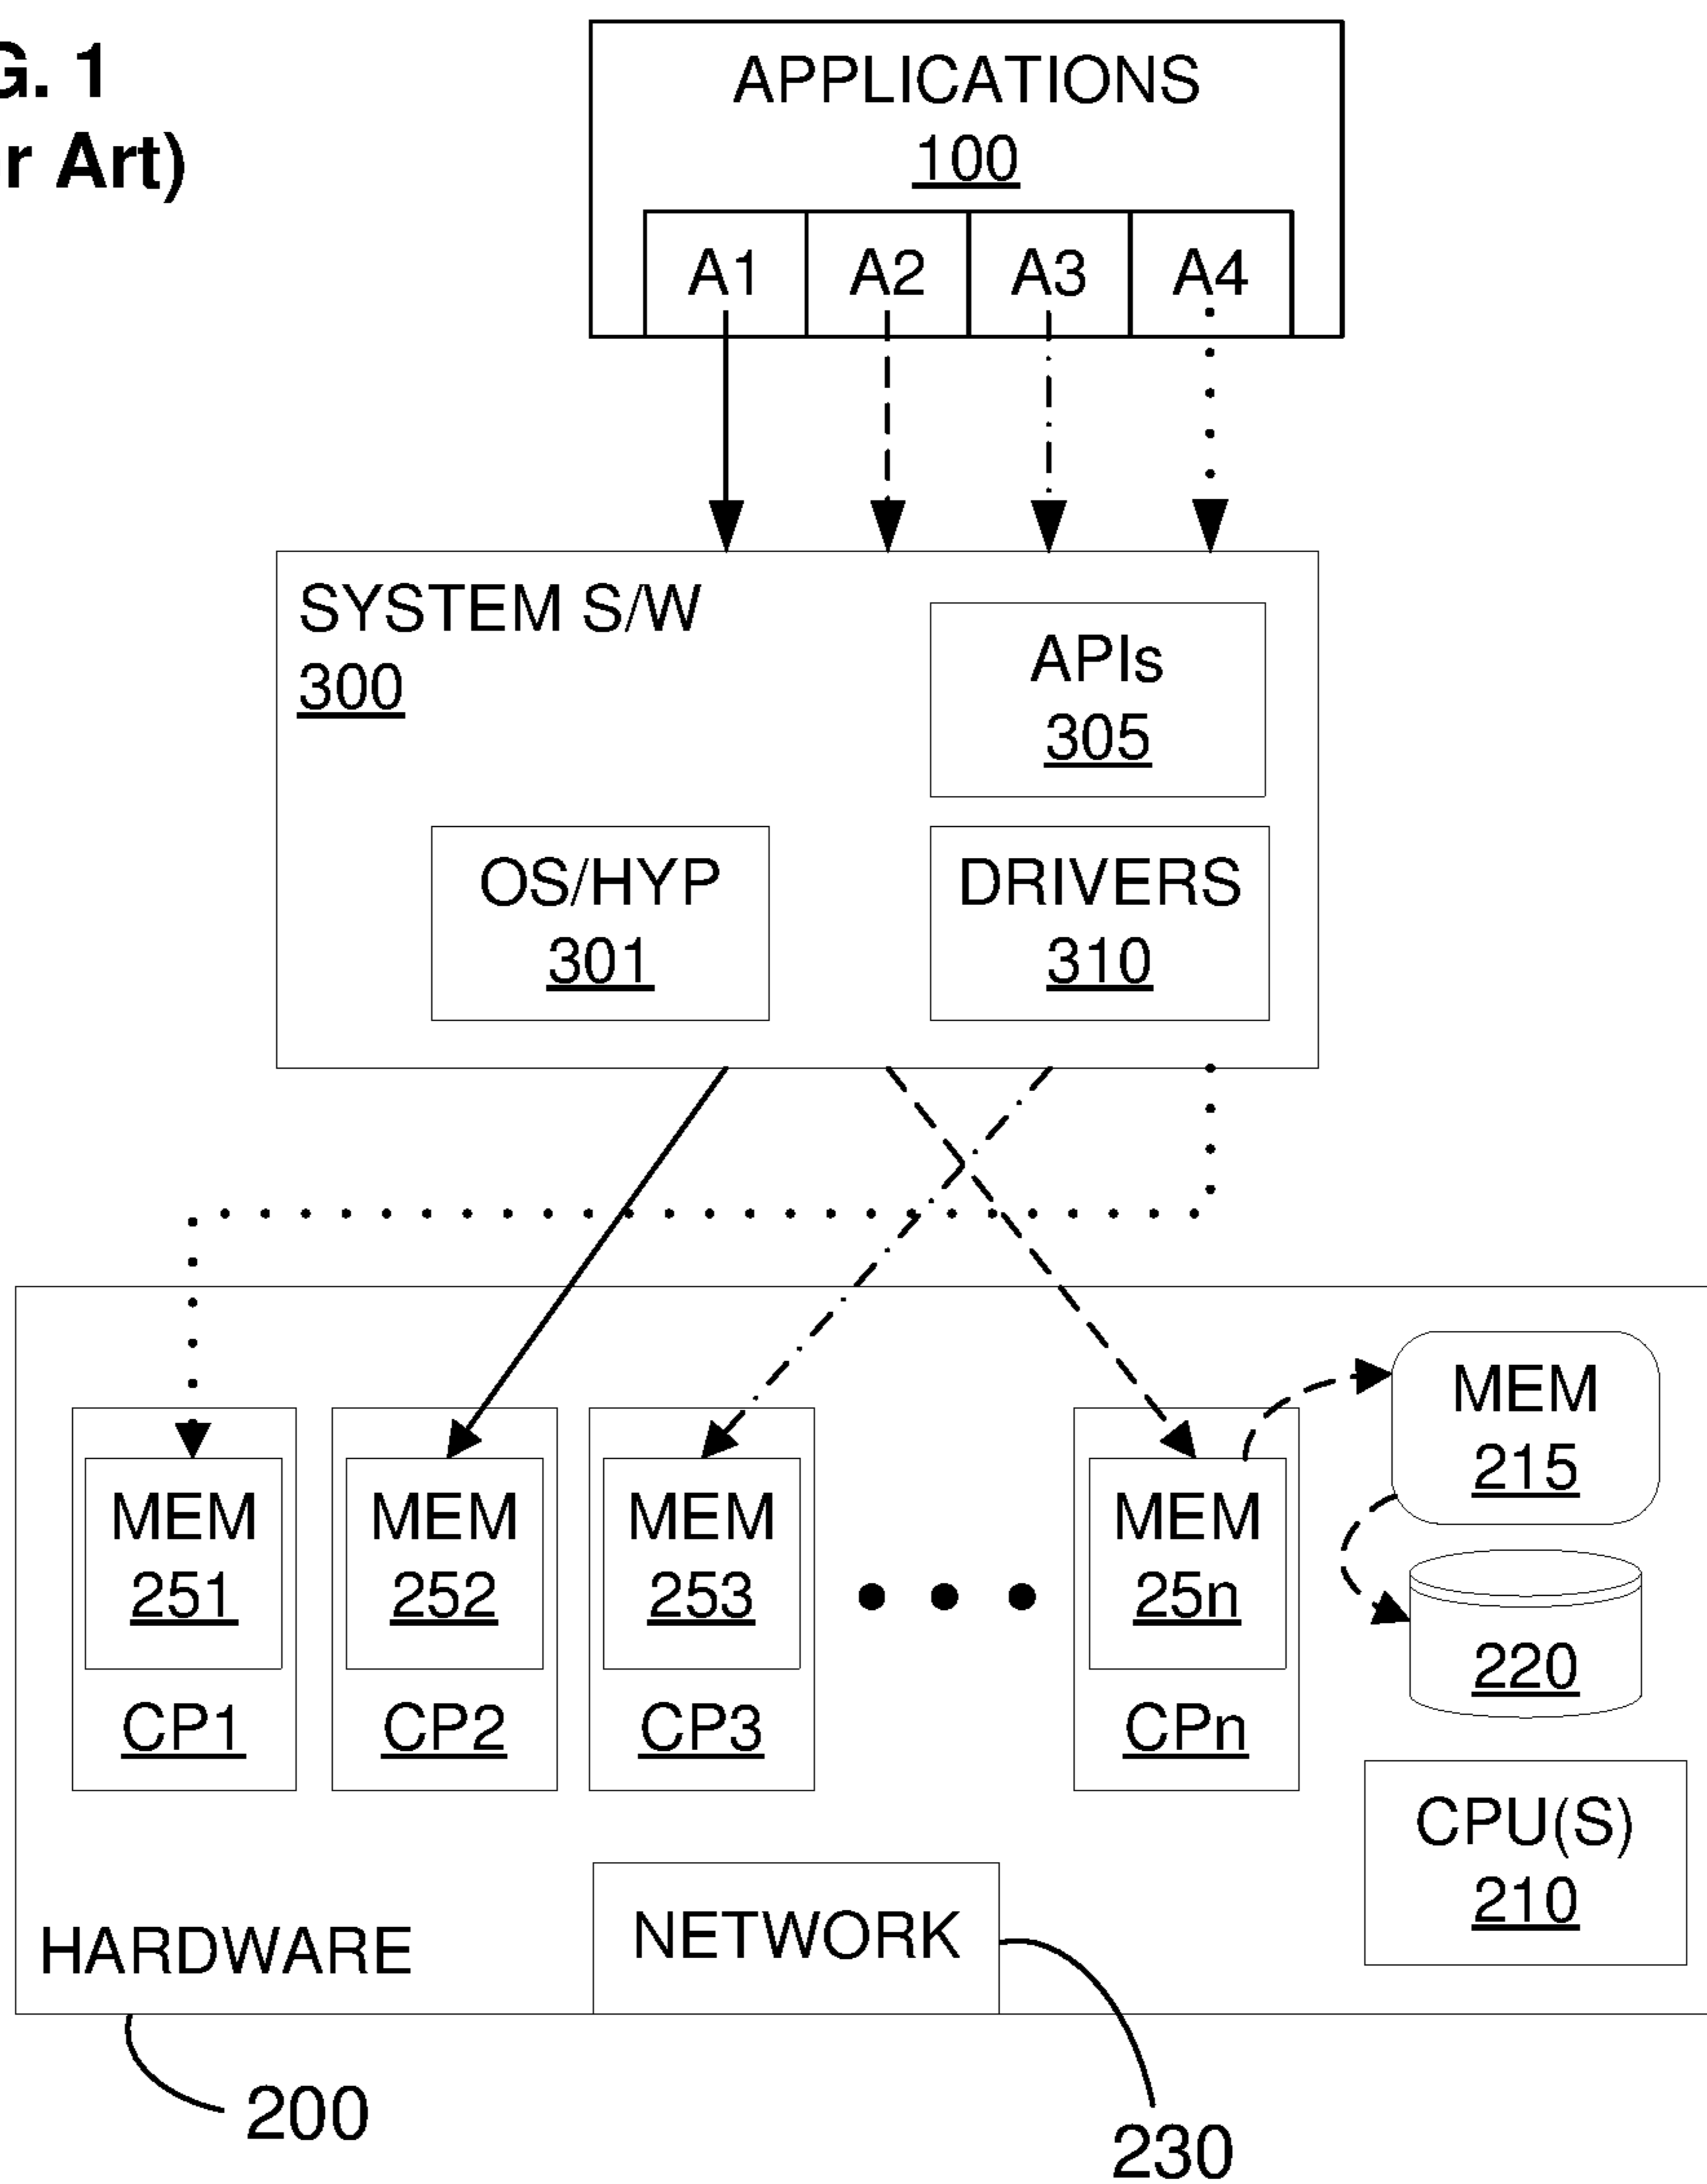 G. 1
r Art)
APPLICATIONS
100
A1 A2 A3 A4
SYSTEM S/W
300
APIs
305
OS/HYP
301
DRIVERS
310
MEM
215
MEM
251
CP1
MEM
252
CP2
MEM
253
CP3
MEM
25n
CPn
220
CPU(S)
210
HARDWARE
NETWORK
200
230